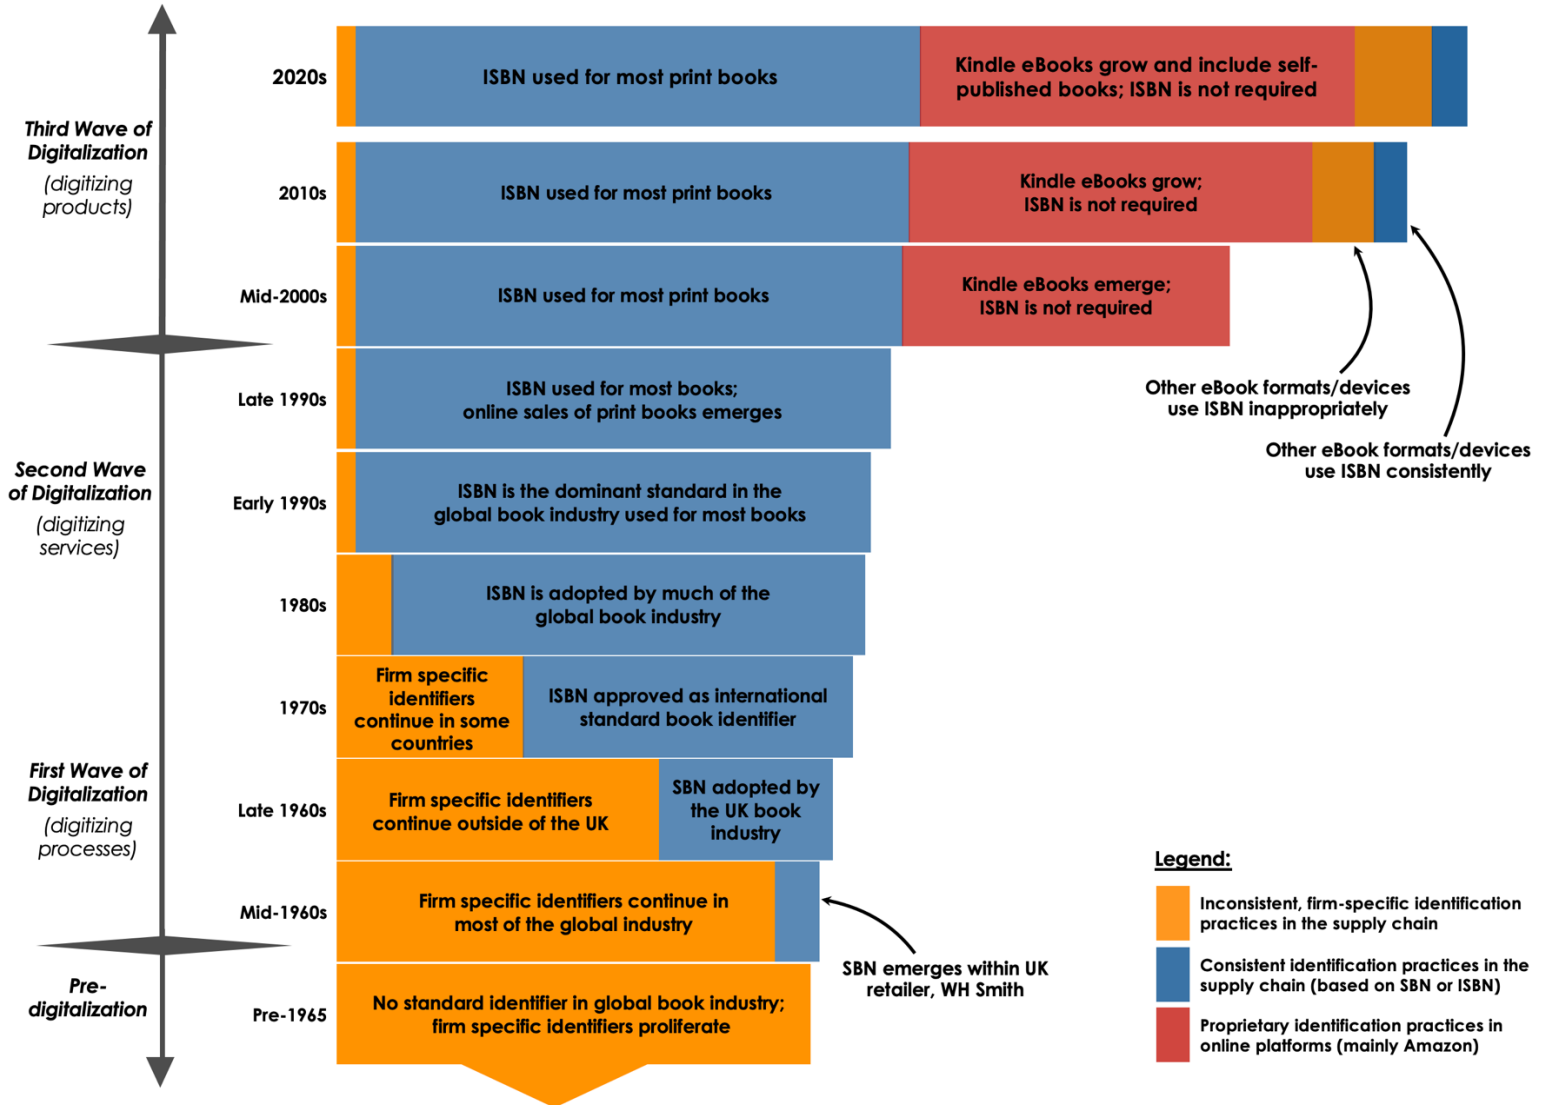 2020s
ISBN used for most print books
Kindle eBooks grow and include self-
published books; ISBN is not required
Third Wave of
Digitalization
(digitizing
products)
2010s
ISBN used for most print books
Kindle eBooks grow;
ISBN is not required
Mid-2000s
ISBN used for most print books
Kindle eBooks emerge;
ISBN is not required
Other eBook formats/devices
use ISBN inappropriately
Other eBook formats/devices
use ISBN consistently
Late 1990s
ISBN used for most books;
online sales of print books emerges
Second Wave
of Digitalization
(digitizing
services)
Early 1990s
ISBN is the dominant standard in the
global book industry used for most books
1980s
ISBN is adopted by much of the
global book industry
1970s
Firm specific
identifiers
continue in some
countries
ISBN approved as international
standard book identifier
First Wave of
Digitalization
(digitizing
processes)
Late 1960s
Firm specific identifiers
continue outside of the UK
SBN adopted by
the UK book
industry
Mid-1960s
Firm specific identifiers continue in
most of the global industry
SBN emerges within UK
retailer, WH Smith
Pre-
digitalization
Pre-1965
No standard identifier in global book industry;
firm specific identifiers proliferate
Legend:
Inconsistent, firm-specific identification
practices in the supply chain
Consistent identification practices in the
supply chain (based on SBN or ISBN)
Proprietary identification practices in
online platforms (mainly Amazon)